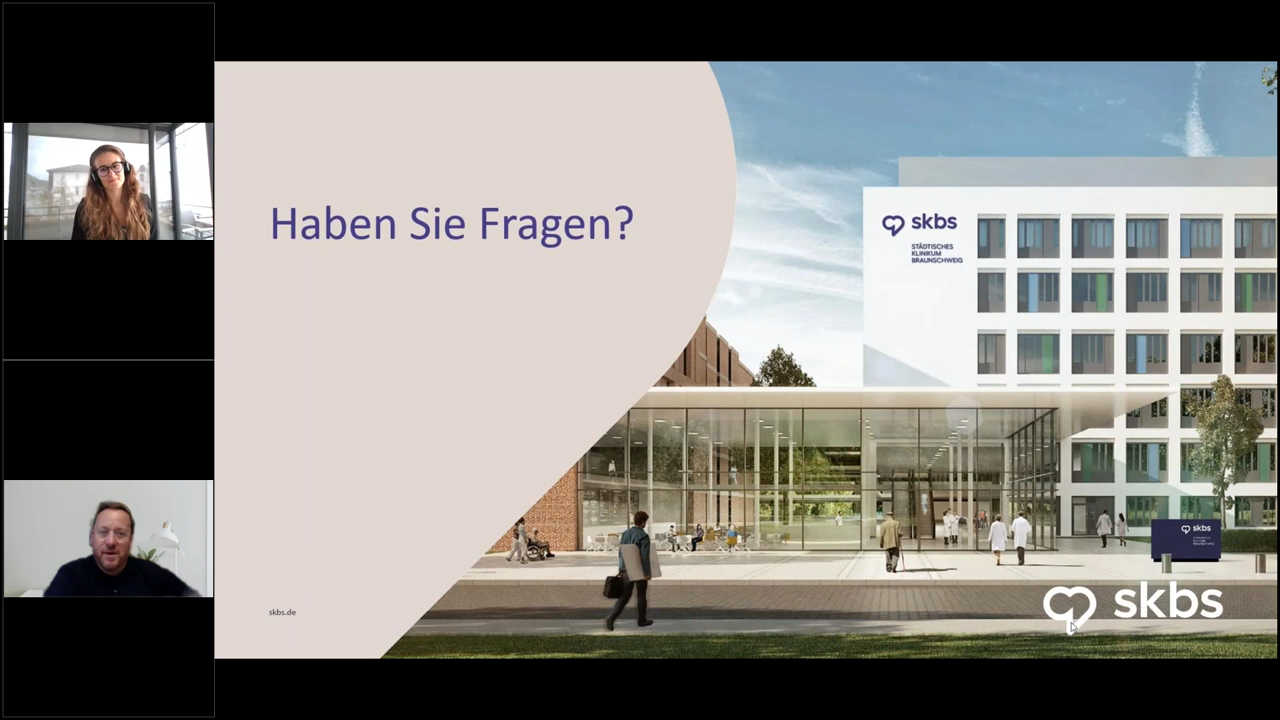 Haben Sie Fragen?
skbs
STÄDTISCHES
KLINIKUM
BRAUNSCHWEIG
skbs
skbs
skbs.de